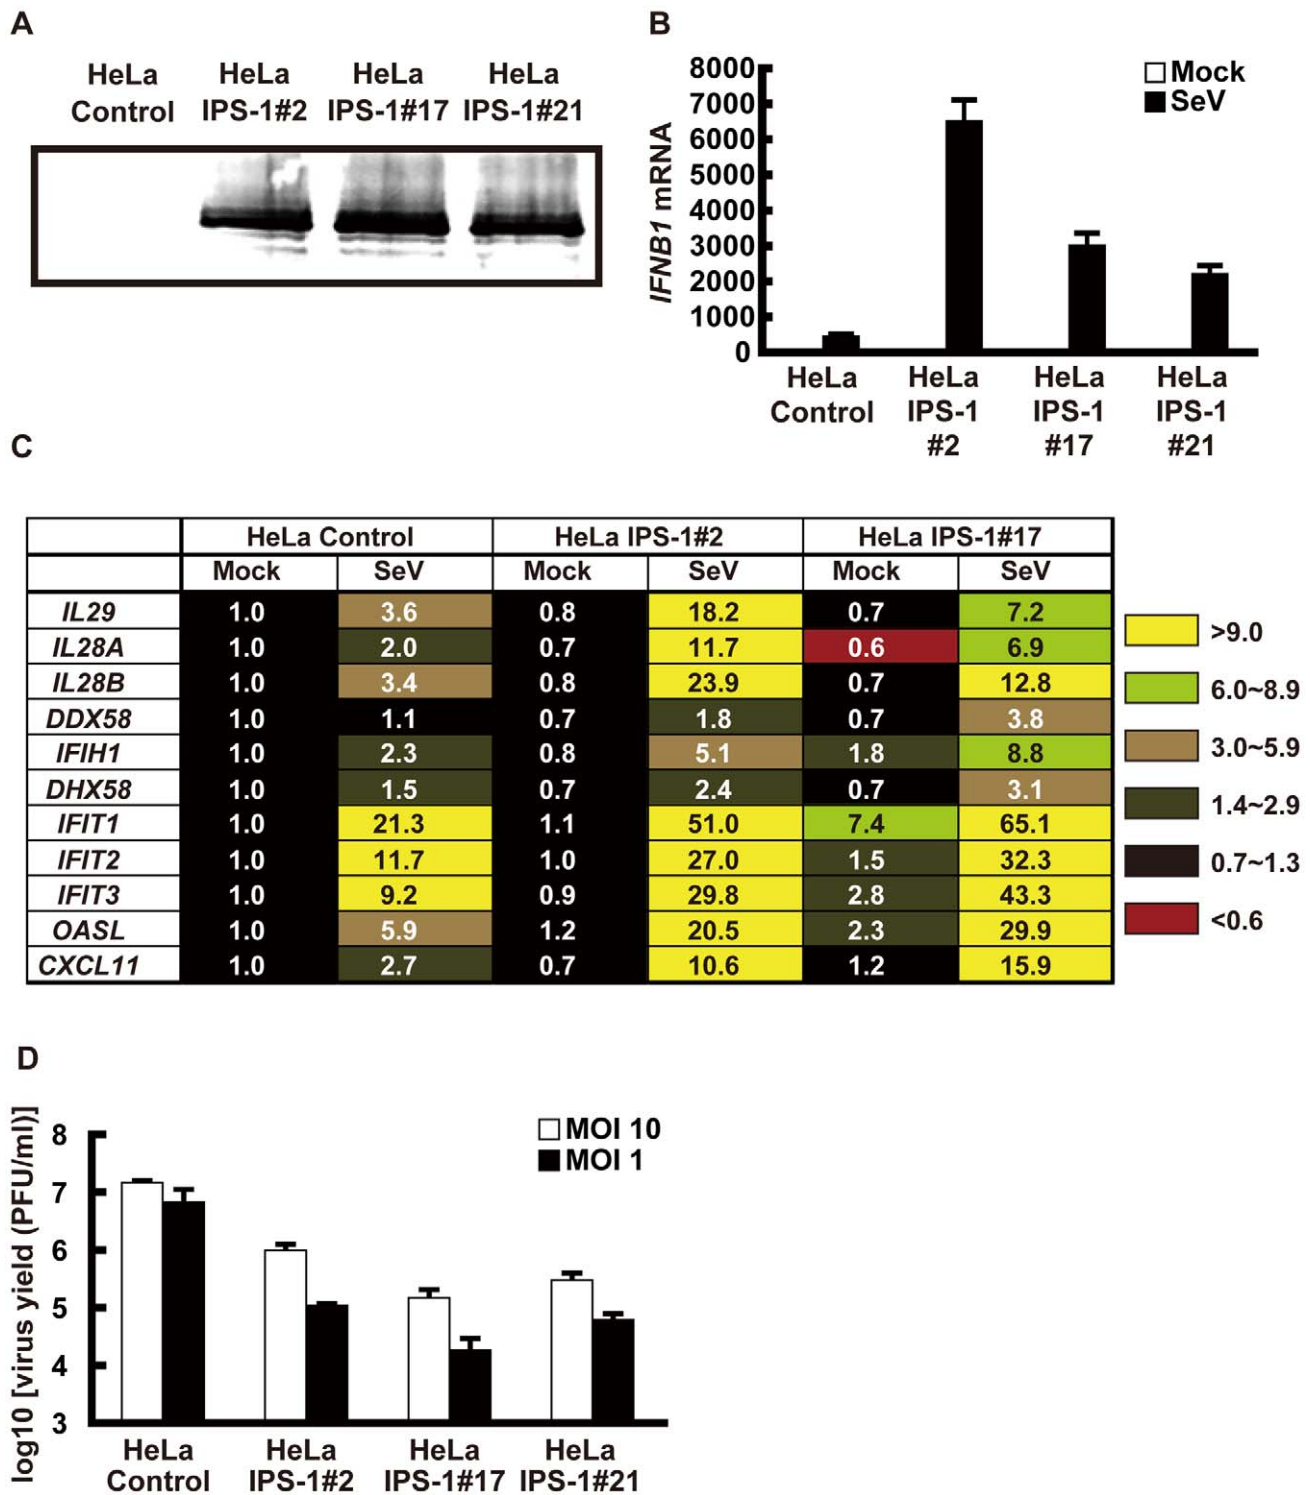 A
HeLa Control
HeLa IPS-1#2
HeLa IPS-1#17
HeLa IPS-1#21
B
IFNB1 mRNA
8000
7000
6000
5000
4000
3000
2000
1000
0
Mock
SeV
HeLa Control
HeLa IPS-1 #2
HeLa IPS-1 #17
HeLa IPS-1 #21
C
HeLa Control HeLa IPS-1#2 HeLa IPS-1#17
Mock SeV Mock SeV Mock SeV
IL29 1.0 3.6 0.8 18.2 0.7 7.2
IL28A 1.0 2.0 0.7 11.7 0.6 6.9
IL28B 1.0 3.4 0.8 23.9 0.7 12.8
DDX58 1.0 1.1 0.7 1.8 0.7 3.8
IFIH1 1.0 2.3 0.8 5.1 1.8 8.8
DHX58 1.0 1.5 0.7 2.4 0.7 3.1
IFIT1 1.0 21.3 1.1 51.0 7.4 65.1
IFIT2 1.0 11.7 1.0 27.0 1.5 32.3
IFIT3 1.0 9.2 0.9 29.8 2.8 43.3
OASL 1.0 5.9 1.2 20.5 2.3 29.9
CXCL11 1.0 2.7 0.7 10.6 1.2 15.9
>9.0
6.0~8.9
3.0~5.9
1.4~2.9
0.7~1.3
<0.6
D
log10 [virus yield (PFU/ml)]
8
7
6
5
4
3
MOI 10
MOI 1
HeLa Control
HeLa IPS-1#2
HeLa IPS-1#17
HeLa IPS-1#21